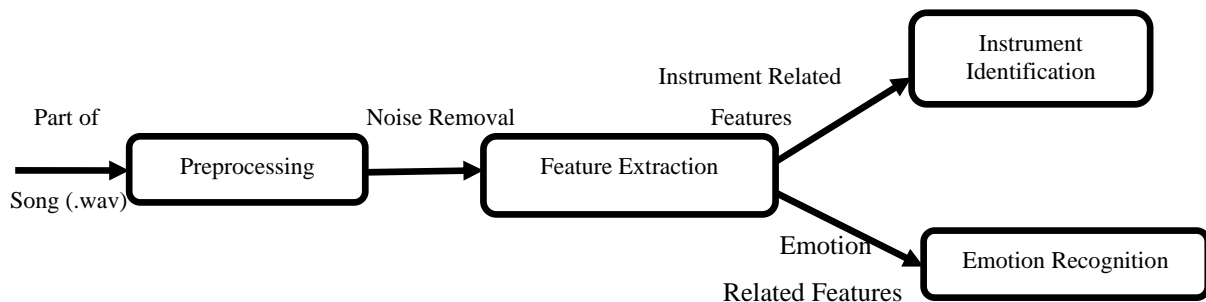 Part of
Song (.wav)
Preprocessing
Noise Removal
Feature Extraction
Instrument Related
Features
Instrument
Identification
Emotion
Related Features
Emotion Recognition